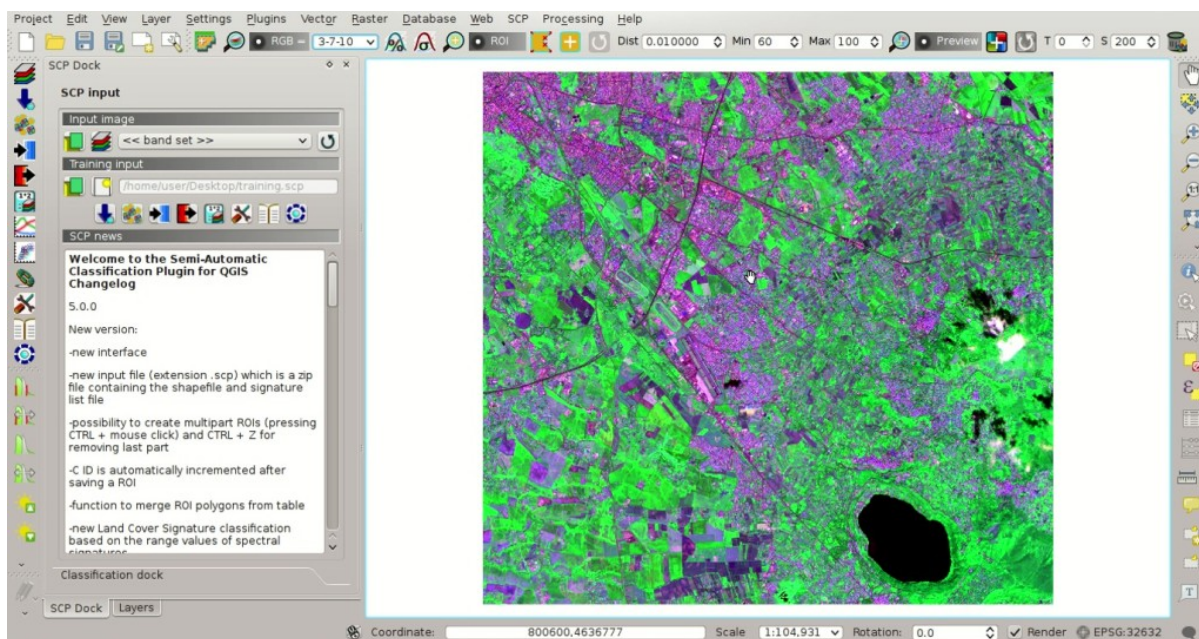 Project Edit View Layer Settings Plugins Vector Raster Database Web SCP Processing Help
RGB = 3-7-10 ROI Dist 0.010000 Min 60 Max 100 Preview T 0 S 200
SCP Dock
SCP input
Input image
<< band set >>
Training input
/home/user/Desktop/training.scp
SCP news
Welcome to the Semi-Automatic
Classification Plugin for QGIS
Changelog
5.0.0
New version:
-new interface
-new input file (extension .scp) which is a zip
file containing the shapefile and signature
list file
-possibility to create multipart ROIs (pressing
CTRL + mouse click) and CTRL + Z for
removing last part
-C ID is automatically incremented after
saving a ROI
-function to merge ROI polygons from table
-new Land Cover Signature classification
based on the range values of spectral
signatures
Classification dock
SCP Dock Layers
Coordinate: 800600,4636777 Scale 1:104,931 Rotation: 0.0 Render EPSG:32632